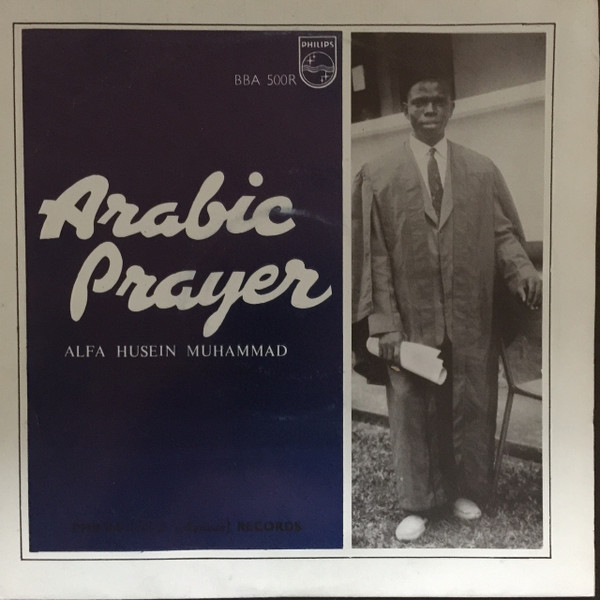 PHILIPS
BBA 500R
Arabic
Prayer
ALFA HUSEIN MUHAMMAD
RECORDS